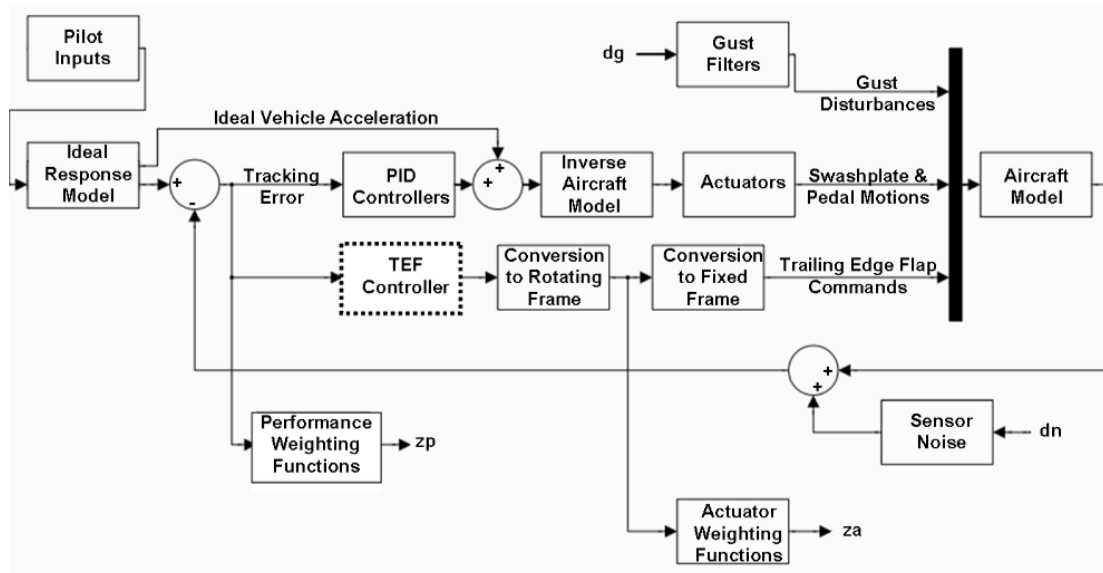 Pilot
Inputs
dg
Gust
Filters
Gust
Disturbances
Ideal Vehicle Acceleration
Ideal
Response
Model
+
-
Tracking
Error
PID
Controllers
+
+
Inverse
Aircraft
Model
Actuators
Swashplate &
Pedal Motions
Aircraft
Model
TEF
Controller
Conversion
to Rotating
Frame
Conversion
to Fixed
Frame
Trailing Edge Flap
Commands
+
+
Performance
Weighting
Functions
zp
Sensor
Noise
dn
Actuator
Weighting
Functions
za